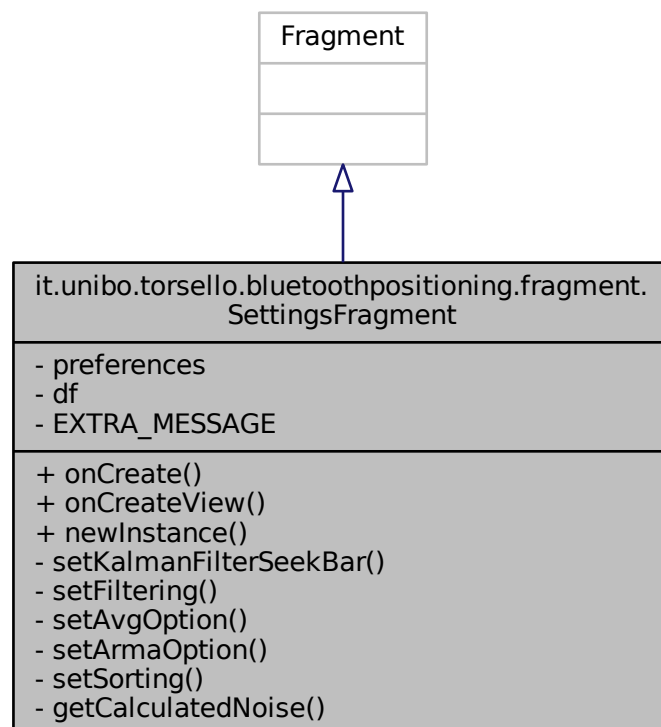 Fragment
it.unibo.torsello.bluetoothpositioning.fragment.
SettingsFragment
- preferences
- df
- EXTRA_MESSAGE
+ onCreate()
+ onCreateView()
+ newInstance()
- setKalmanFilterSeekBar()
- setFiltering()
- setAvgOption()
- setArmaOption()
- setSorting()
- getCalculatedNoise()